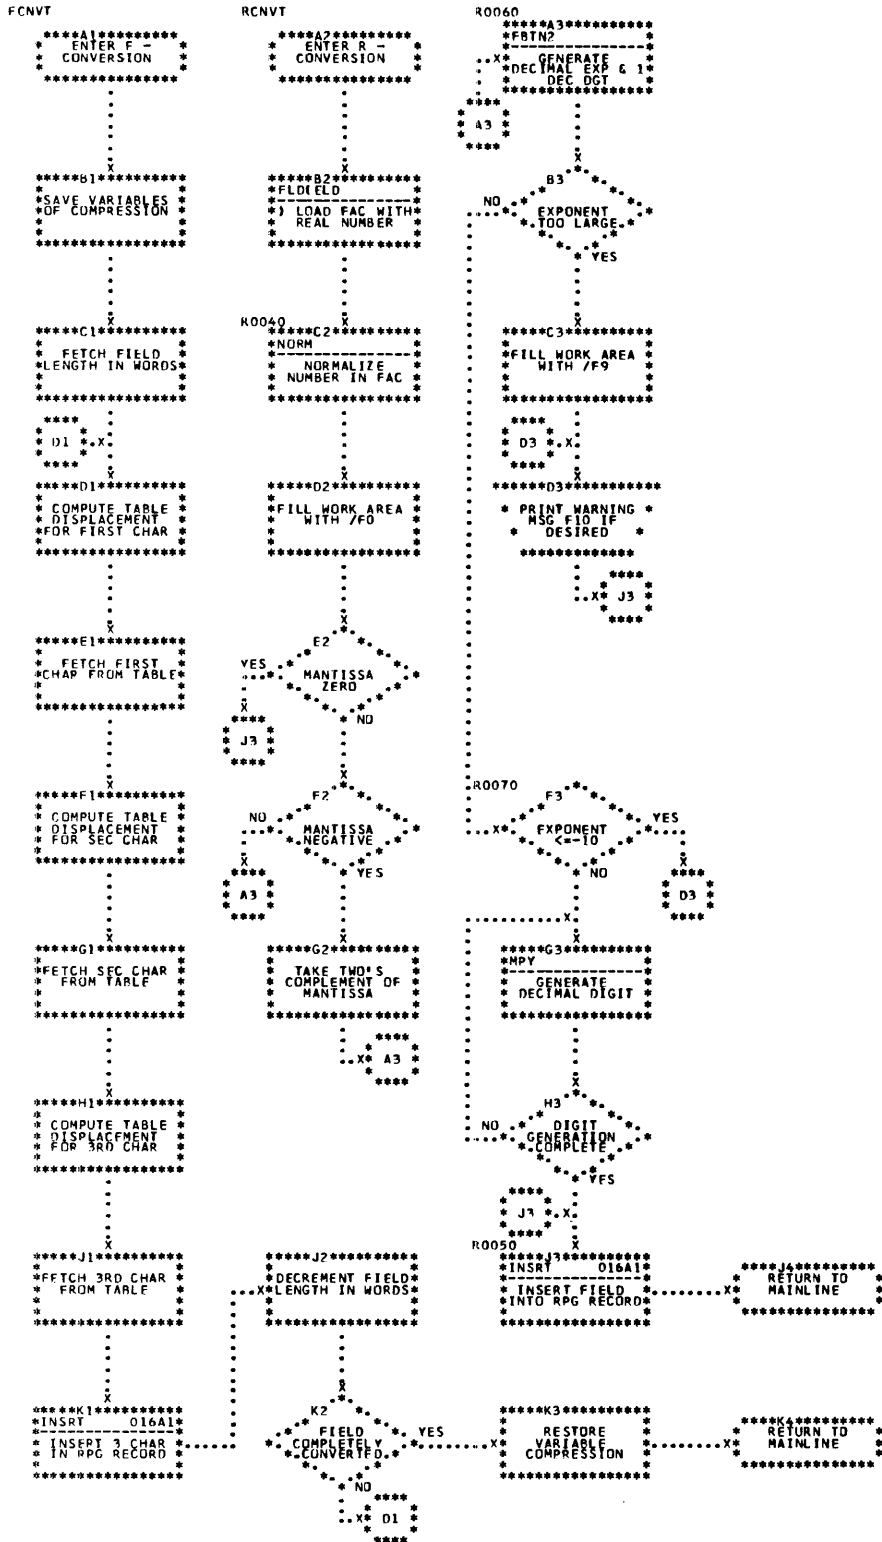 FCNVT
RCNVT
R0060
A1
ENTER F -
CONVERSION
A2
ENTER R -
CONVERSION
A3
FBTN2
GENERATE
DECIMAL EXP & 1
DEC DGT
A3
B1
SAVE VARIABLES
OF COMPRESSION
B2
FLD(ELD
) LOAD FAC WITH
REAL NUMBER
B3
NO
EXPONENT
TOO LARGE
YES
C1
FETCH FIELD
LENGTH IN WORDS
R0040
C2
NORM
NORMALIZE
NUMBER IN FAC
C3
FILL WORK AREA
WITH /F9
D1
D3
D1
COMPUTE TABLE
DISPLACEMENT
FOR FIRST CHAR
D2
FILL WORK AREA
WITH /F0
D3
PRINT WARNING
MSG F10 IF
DESIRED
J3
E1
FETCH FIRST
CHAR FROM TABLE
E2
YES
MANTISSA
ZERO
NO
J3
F1
COMPUTE TABLE
DISPLACEMENT
FOR SEC CHAR
F2
NO
MANTISSA
NEGATIVE
YES
A3
R0070
F3
YES
EXPONENT
<=-10
NO
D3
G1
FETCH SEC CHAR
FROM TABLE
G2
TAKE TWO'S
COMPLEMENT OF
MANTISSA
A3
G3
MPY
GENERATE
DECIMAL DIGIT
H1
COMPUTE TABLE
DISPLACEMENT
FOR 3RD CHAR
H3
NO
DIGIT
GENERATION
COMPLETE
YES
J3
J1
FETCH 3RD CHAR
FROM TABLE
J2
DECREMENT FIELD
LENGTH IN WORDS
R0050
J3
INSRT 016A1
INSERT FIELD
INTO RPG RECORD
J4
RETURN TO
MAINLINE
K1
INSRT 016A1
INSERT 3 CHAR
IN RPG RECORD
K2
YES
FIELD
COMPLETELY
CONVERTED
NO
D1
K3
RESTORE
VARIABLE
COMPRESSION
K4
RETURN TO
MAINLINE